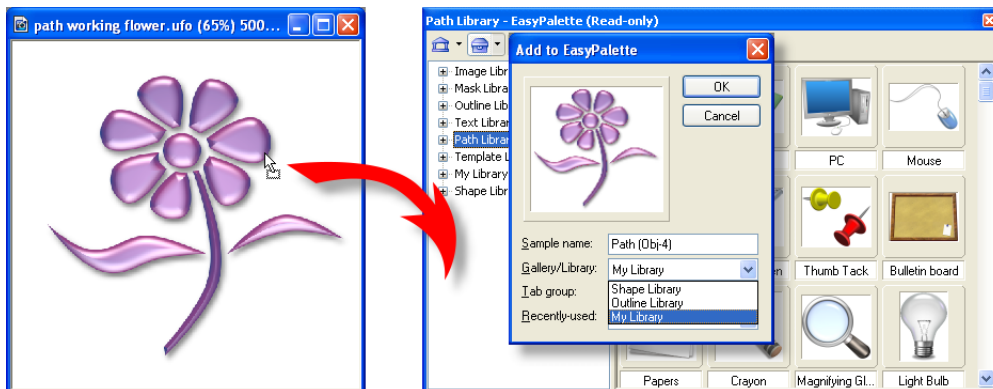 path working flower.ufo (65%) 500...
Path Library - EasyPalette (Read-only)
Add to EasyPalette
Image Libr
Mask Libra
Outline Lib
Text Librar
Path Librar
Template L
My Library
Shape Libr
OK
Cancel
PC
Mouse
Sample name:
Path (Obj-4)
Gallery/Library:
My Library
Tab group:
Shape Library
Outline Library
My Library
Recently-used:
Thumb Tack
Bulletin board
Papers
Crayon
Magnifying Gl...
Light Bulb